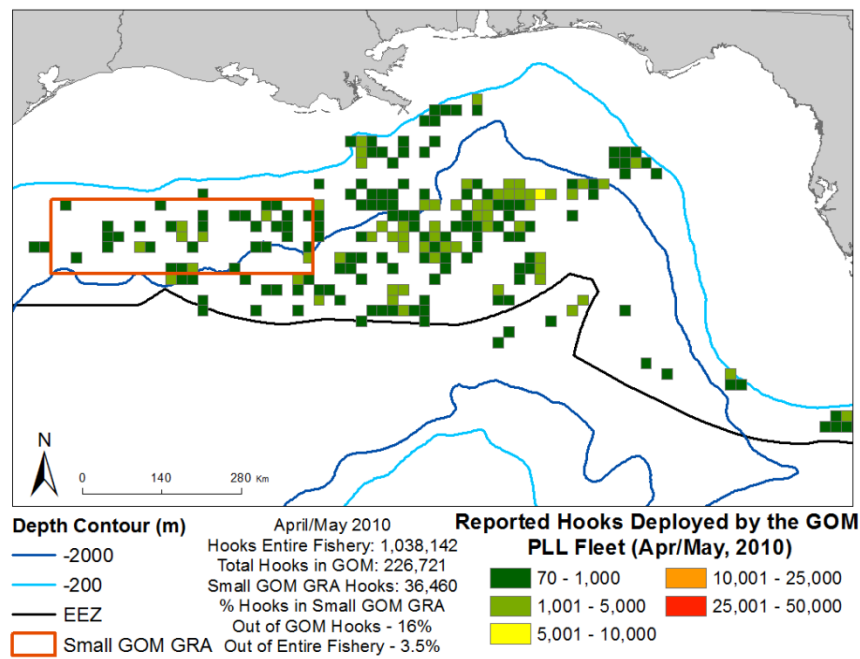 N
0 140 280 Km
Depth Contour (m)
-2000
-200
EEZ
Small GOM GRA
April/May 2010
Hooks Entire Fishery: 1,038,142
Total Hooks in GOM: 226,721
Small GOM GRA Hooks: 36,460
% Hooks in Small GOM GRA
Out of GOM Hooks - 16%
Out of Entire Fishery - 3.5%
Reported Hooks Deployed by the GOM
PLL Fleet (Apr/May, 2010)
70 - 1,000
1,001 - 5,000
5,001 - 10,000
10,001 - 25,000
25,001 - 50,000